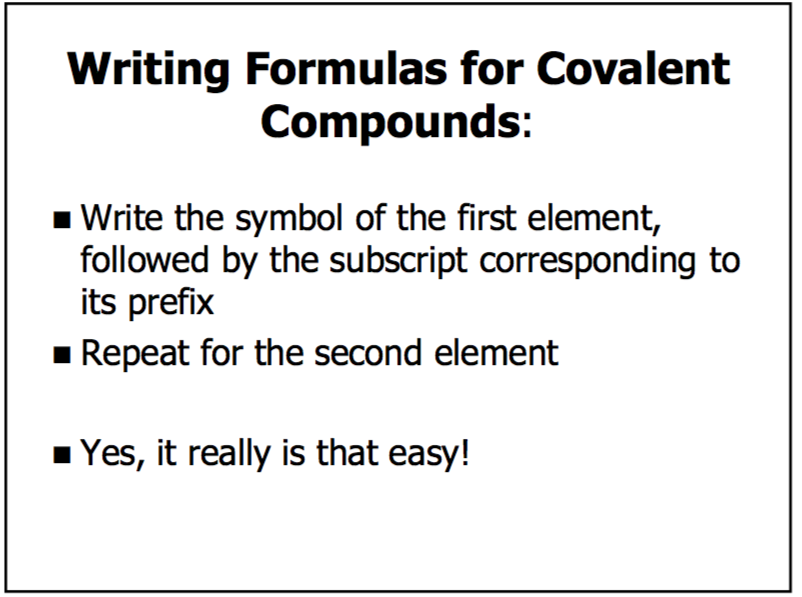 Writing Formulas for Covalent
Compounds:
■ Write the symbol of the first element,
followed by the subscript corresponding to
its prefix
■ Repeat for the second element
■ Yes, it really is that easy!